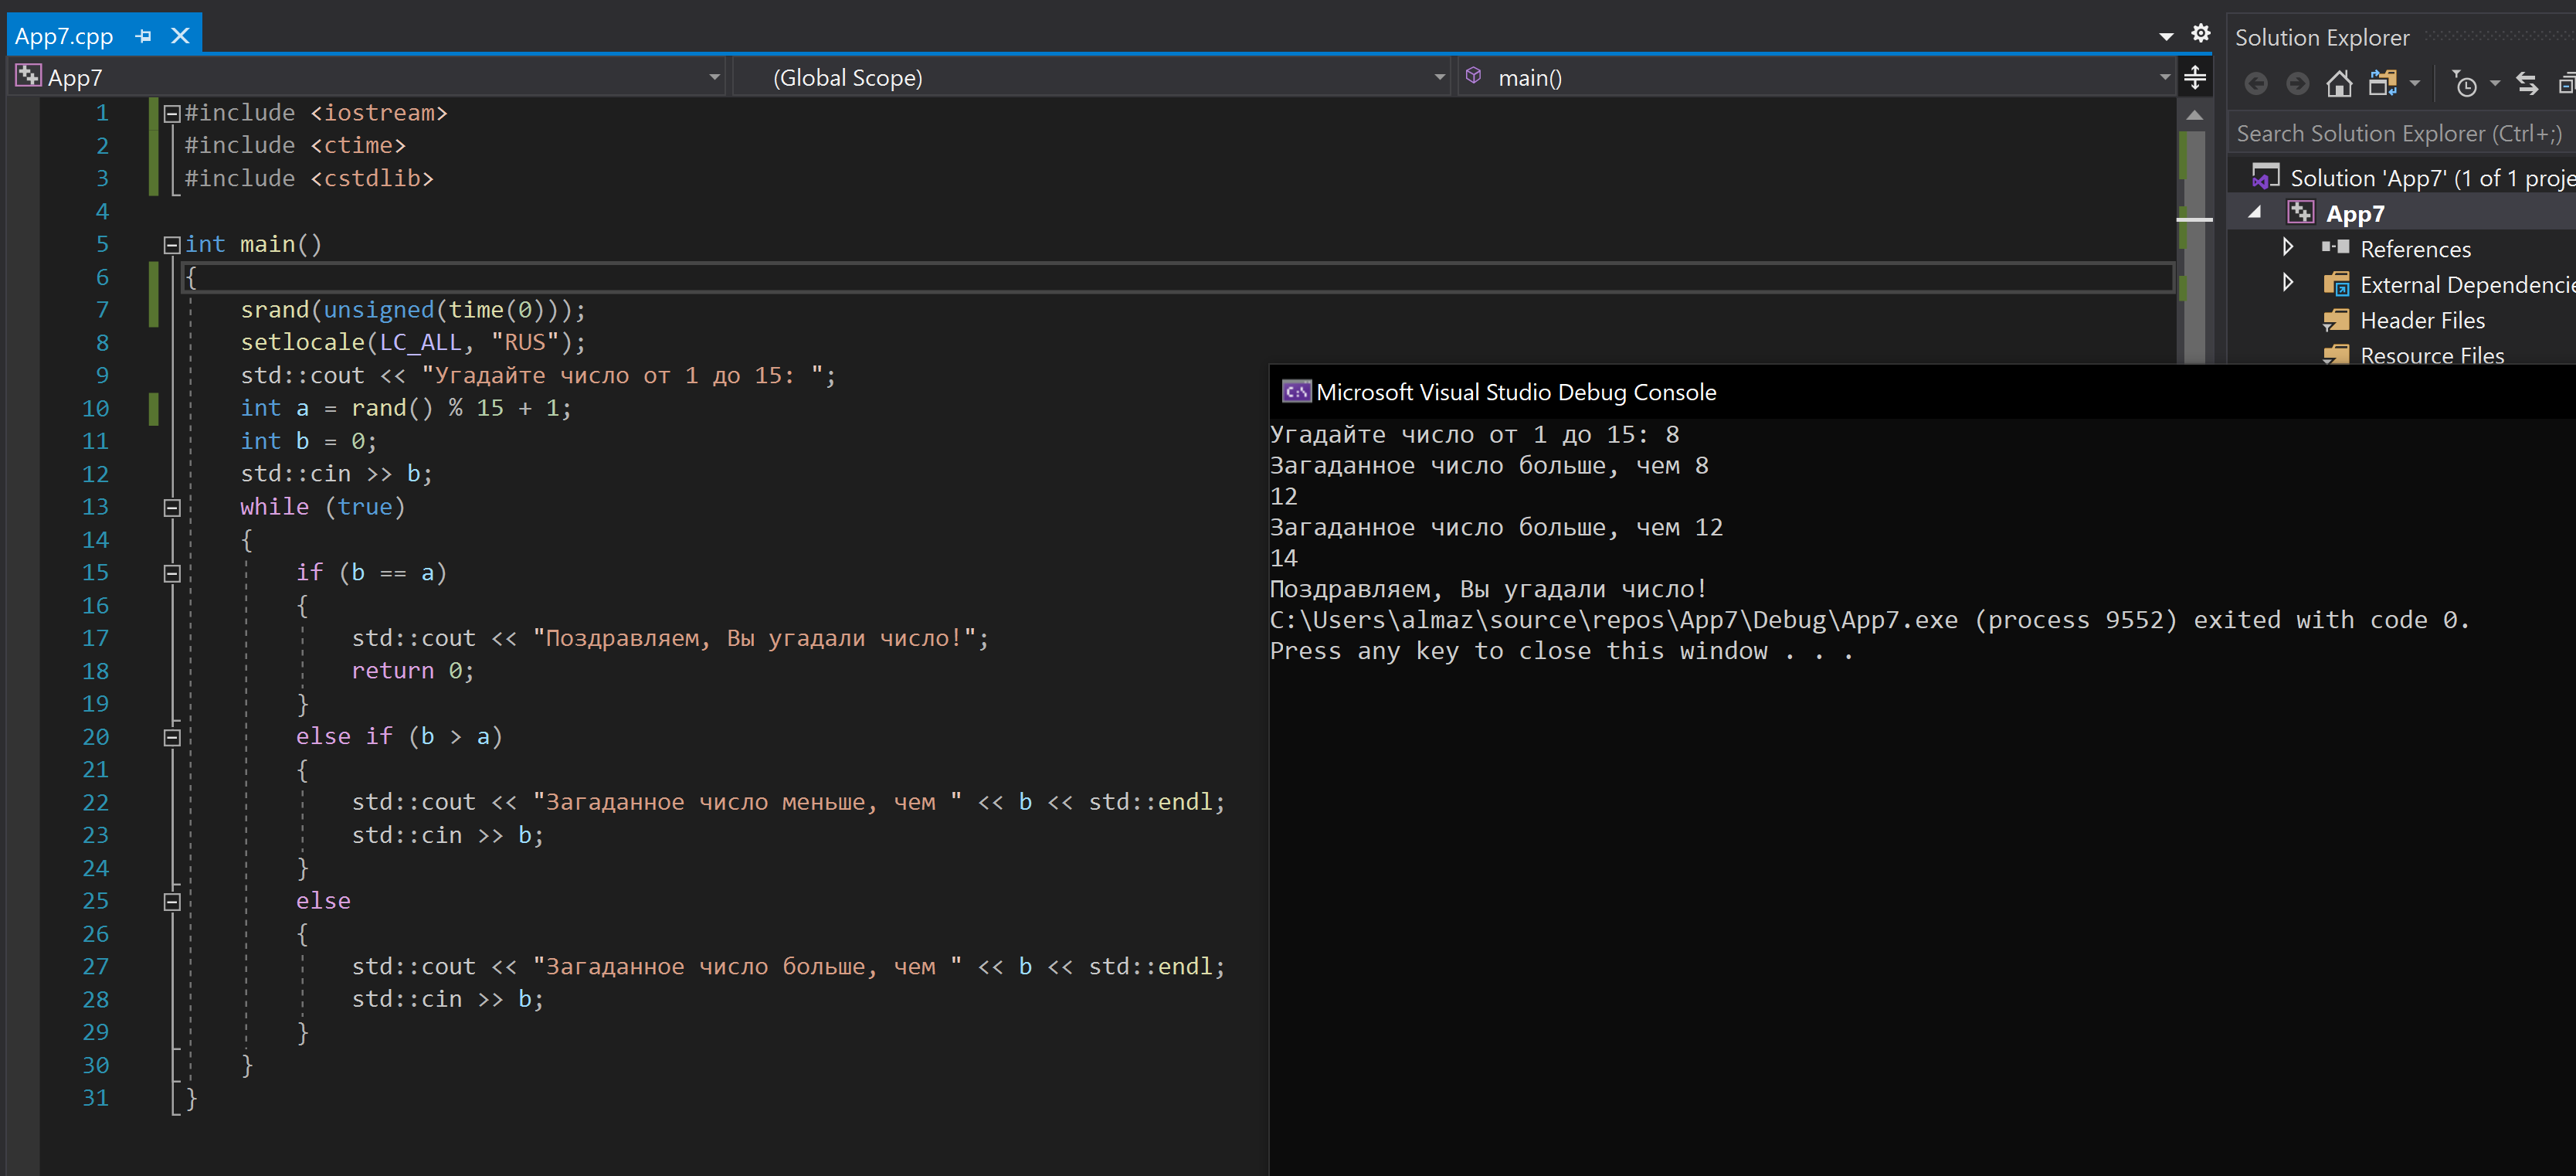 App7.cpp
App7 (Global Scope) main()
1 #include <iostream>
2 #include <ctime>
3 #include <cstdlib>
4
5 int main()
6 {
7 srand(unsigned(time(0)));
8 setlocale(LC_ALL, "RUS");
9 std::cout << "Угадайте число от 1 до 15: ";
10 int a = rand() % 15 + 1;
11 int b = 0;
12 std::cin >> b;
13 while (true)
14 {
15 if (b == a)
16 {
17 std::cout << "Поздравляем, Вы угадали число!";
18 return 0;
19 }
20 else if (b > a)
21 {
22 std::cout << "Загаданное число меньше, чем " << b << std::endl;
23 std::cin >> b;
24 }
25 else
26 {
27 std::cout << "Загаданное число больше, чем " << b << std::endl;
28 std::cin >> b;
29 }
30 }
31 }
Solution Explorer
Search Solution Explorer (Ctrl+;)
Solution 'App7' (1 of 1 proje
App7
References
External Dependencie
Header Files
Resource Files
Microsoft Visual Studio Debug Console
Угадайте число от 1 до 15: 8
Загаданное число больше, чем 8
12
Загаданное число больше, чем 12
14
Поздравляем, Вы угадали число!
C:\Users\almaz\source\repos\App7\Debug\App7.exe (process 9552) exited with code 0.
Press any key to close this window . . .